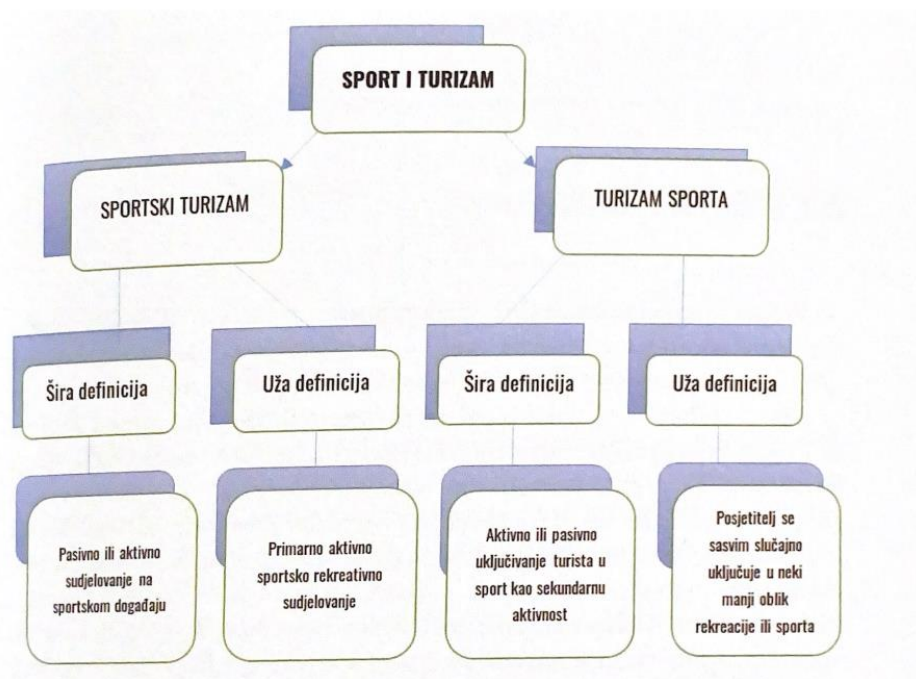 SPORT I TURIZAM
SPORTSKI TURIZAM
TURIZAM SPORTA
Šira definicija
Uža definicija
Šira definicija
Uža definicija
Pasivno ili aktivno
sudjelovanje na
sportskom događaju
Primarno aktivno
sportsko rekreativno
sudjelovanje
Aktivno ili pasivno
uključivanje turista u
sport kao sekundarnu
aktivnost
Posjetitelj se
sasvim slučajno
uključuje u neki
manji oblik
rekreacije ili sporta